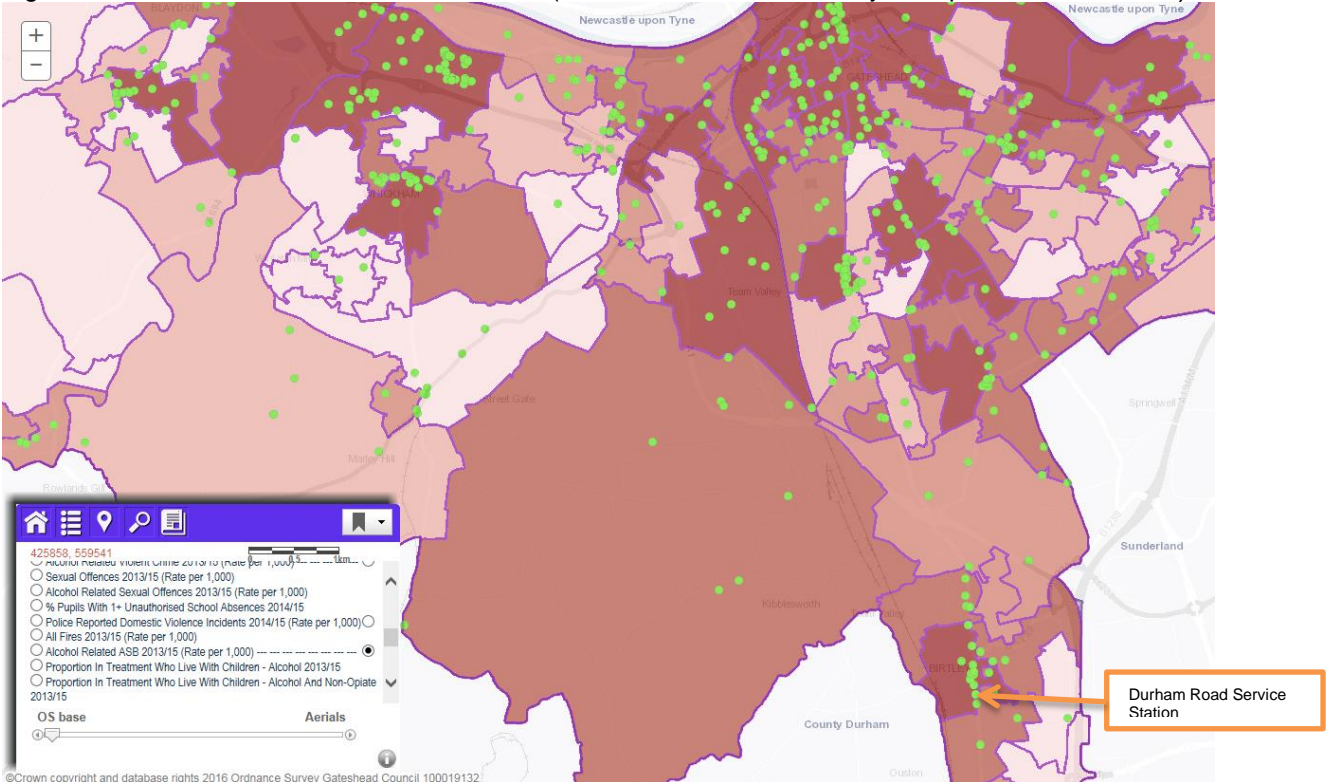 Newcastle upon Tyne
Newcastle upon Tyne
BLAYDON
+
−
GATESHEAD
Team Valley
Street Gate
Springwell
Marley Hill
Rowlands Gill
Sunderland
Kibblesworth
BIRTLEY
County Durham
Ouston
Durham Road Service
Station
425858, 559541
0 0.5 1km
Alcohol Related Violent Crime 2013/15 (Rate per 1,000)-- --- --- --- ---
Sexual Offences 2013/15 (Rate per 1,000)
Alcohol Related Sexual Offences 2013/15 (Rate per 1,000)
% Pupils With 1+ Unauthorised School Absences 2014/15
Police Reported Domestic Violence Incidents 2014/15 (Rate per 1,000)
All Fires 2013/15 (Rate per 1,000)
Alcohol Related ASB 2013/15 (Rate per 1,000) --- --- --- --- --- --- --- ---
Proportion In Treatment Who Live With Children - Alcohol 2013/15
Proportion In Treatment Who Live With Children - Alcohol And Non-Opiate
2013/15
OS base Aerials
©Crown copyright and database rights 2016 Ordnance Survey Gateshead Council 100019132